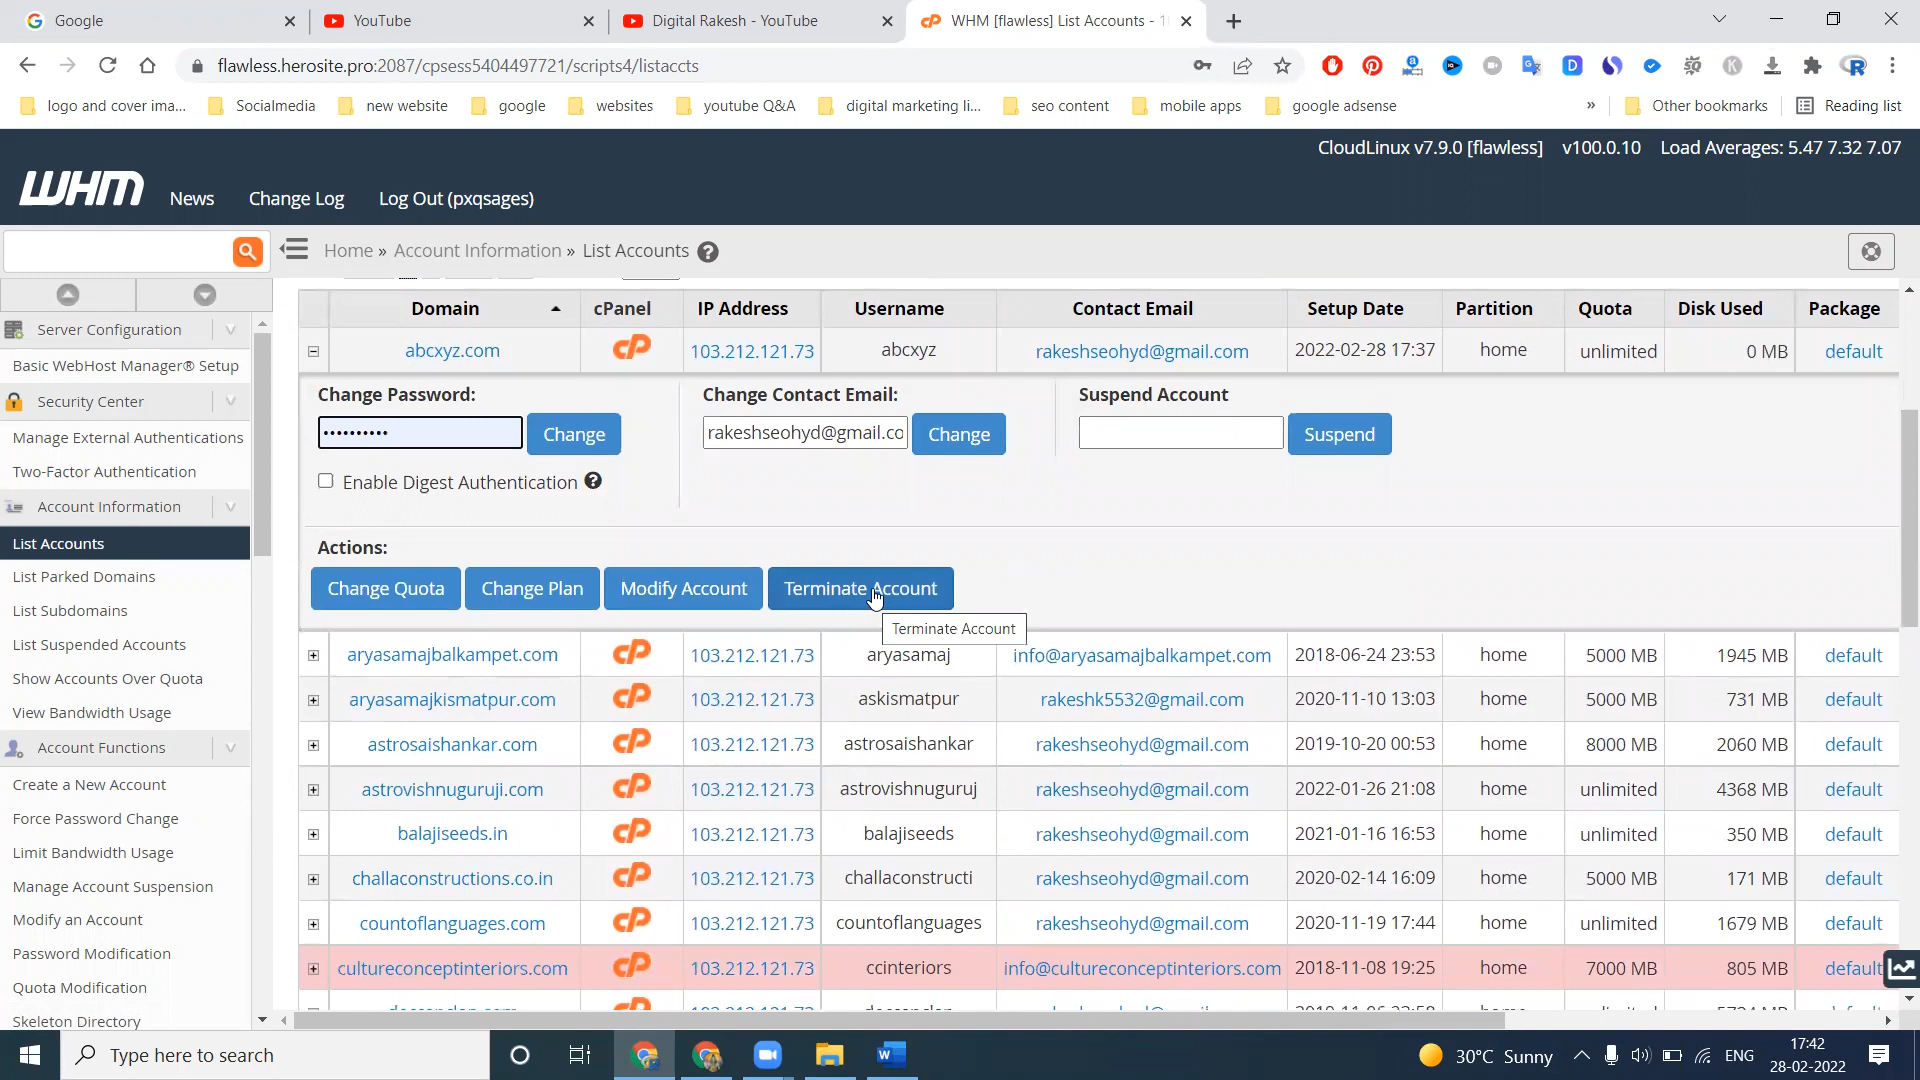 Google
YouTube
Digital Rakesh - YouTube
WHM [flawless] List Accounts - 1
flawless.herosite.pro:2087/cpsess5404497721/scripts4/listaccts
logo and cover ima... Socialmedia new website google websites youtube Q&A digital marketing li... seo content mobile apps google adsense » Other bookmarks Reading list
CloudLinux v7.9.0 [flawless] v100.0.10 Load Averages: 5.47 7.32 7.07
WHM News Change Log Log Out (pxqsages)
Home » Account Information » List Accounts
Server Configuration
Basic WebHost Manager® Setup
Security Center
Manage External Authentications
Two-Factor Authentication
Account Information
List Accounts
List Parked Domains
List Subdomains
List Suspended Accounts
Show Accounts Over Quota
View Bandwidth Usage
Account Functions
Create a New Account
Force Password Change
Limit Bandwidth Usage
Manage Account Suspension
Modify an Account
Password Modification
Quota Modification
Skeleton Directory
Domain cPanel IP Address Username Contact Email Setup Date Partition Quota Disk Used Package
abcxyz.com cP 103.212.121.73 abcxyz rakeshseohyd@gmail.com 2022-02-28 17:37 home unlimited 0 MB default
Change Password: Change Contact Email: Suspend Account
•••••••••• Change rakeshseohyd@gmail.co Change Suspend
Enable Digest Authentication
Actions:
Change Quota Change Plan Modify Account Terminate Account
Terminate Account
aryasamajbalkampet.com cP 103.212.121.73 aryasamaj info@aryasamajbalkampet.com 2018-06-24 23:53 home 5000 MB 1945 MB default
aryasamajkismatpur.com cP 103.212.121.73 askismatpur rakeshk5532@gmail.com 2020-11-10 13:03 home 5000 MB 731 MB default
astrosaishankar.com cP 103.212.121.73 astrosaishankar rakeshseohyd@gmail.com 2019-10-20 00:53 home 8000 MB 2060 MB default
astrovishnuguruji.com cP 103.212.121.73 astrovishnuguruj rakeshseohyd@gmail.com 2022-01-26 21:08 home unlimited 4368 MB default
balajiseeds.in cP 103.212.121.73 balajiseeds rakeshseohyd@gmail.com 2021-01-16 16:53 home unlimited 350 MB default
challaconstructions.co.in cP 103.212.121.73 challaconstructi rakeshseohyd@gmail.com 2020-02-14 16:09 home 5000 MB 171 MB default
countoflanguages.com cP 103.212.121.73 countoflanguages rakeshseohyd@gmail.com 2020-11-19 17:44 home unlimited 1679 MB default
cultureconceptinteriors.com cP 103.212.121.73 ccinteriors info@cultureconceptinteriors.com 2018-11-08 19:25 home 7000 MB 805 MB default
Type here to search
30°C Sunny
ENG
17:42
28-02-2022